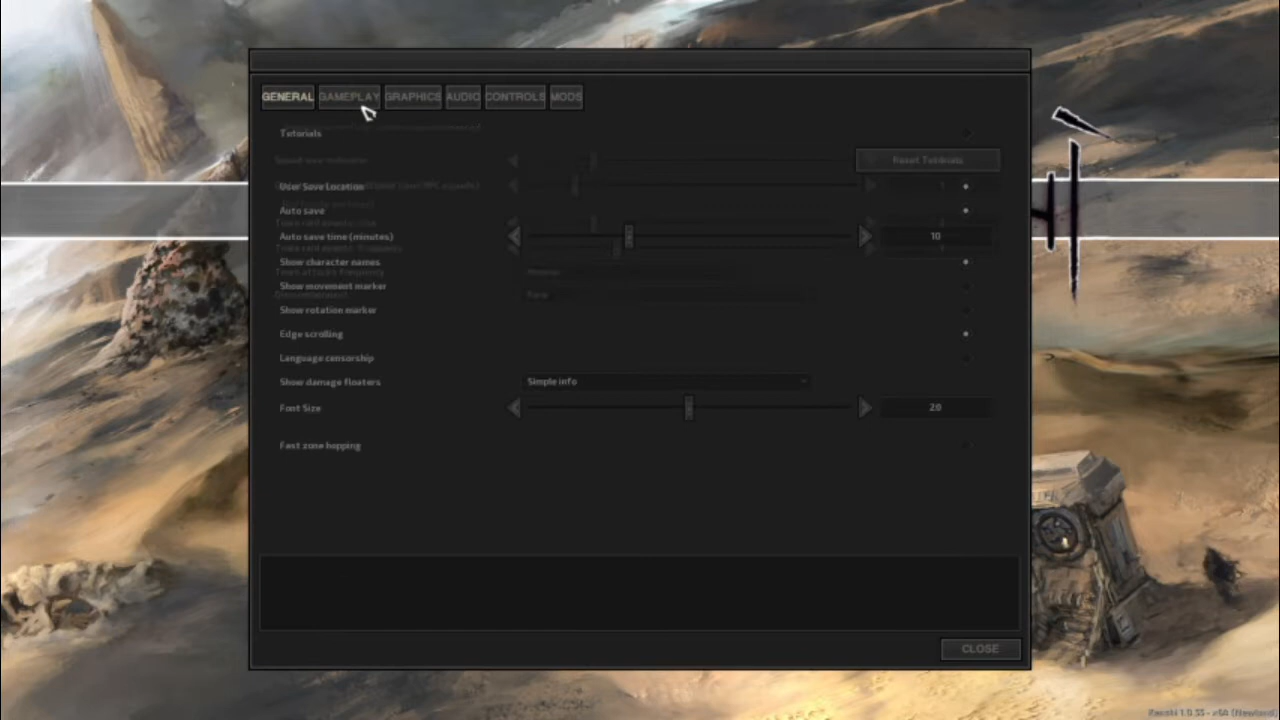 GENERAL GAMEPLAY GRAPHICS AUDIO CONTROLS MODS
Tutorials
Reset Tutorials
User Save Location
Auto save
Auto save time (minutes) 10
Show character names
Show movement marker
Show rotation marker
Edge scrolling
Language censorship
Show damage floaters Simple info
Font Size 20
Fast zone hopping
CLOSE